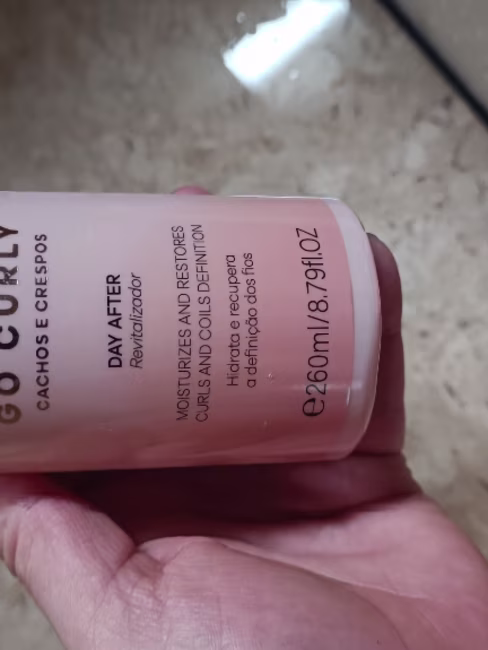 GO CURLY
CACHOS E CRESPOS
DAY AFTER
Revitalizador
MOISTURIZES AND RESTORES
CURLS AND COILS DEFINITION
Hidrata e recupera
a definição dos fios
e260ml/8.79fl.OZ